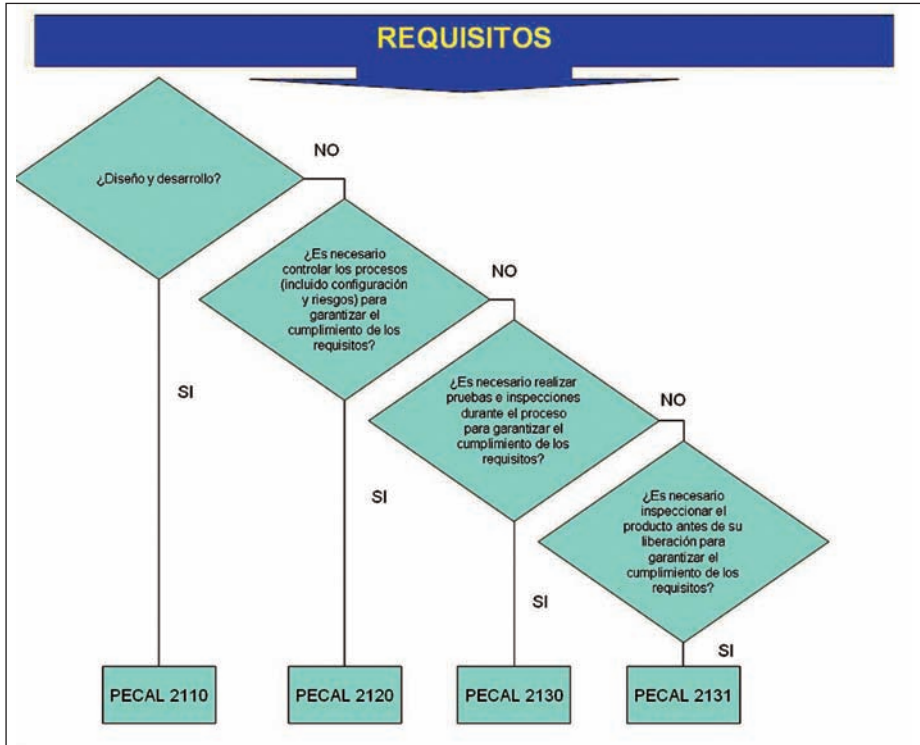 REQUISITOS
¿Diseño y desarrollo?
NO
¿Es necesario
controlar los procesos
(incluido configuración
y riesgos) para
garantizar el
cumplimiento de los
requisitos?
NO
¿Es necesario realizar
pruebas e inspecciones
durante el proceso
para garantizar el
cumplimiento de los
requisitos?
NO
¿Es necesario
inspeccionar el
producto antes de su
liberación para
garantizar el
cumplimiento de los
requisitos?
SI
SI
SI
SI
PECAL 2110
PECAL 2120
PECAL 2130
PECAL 2131